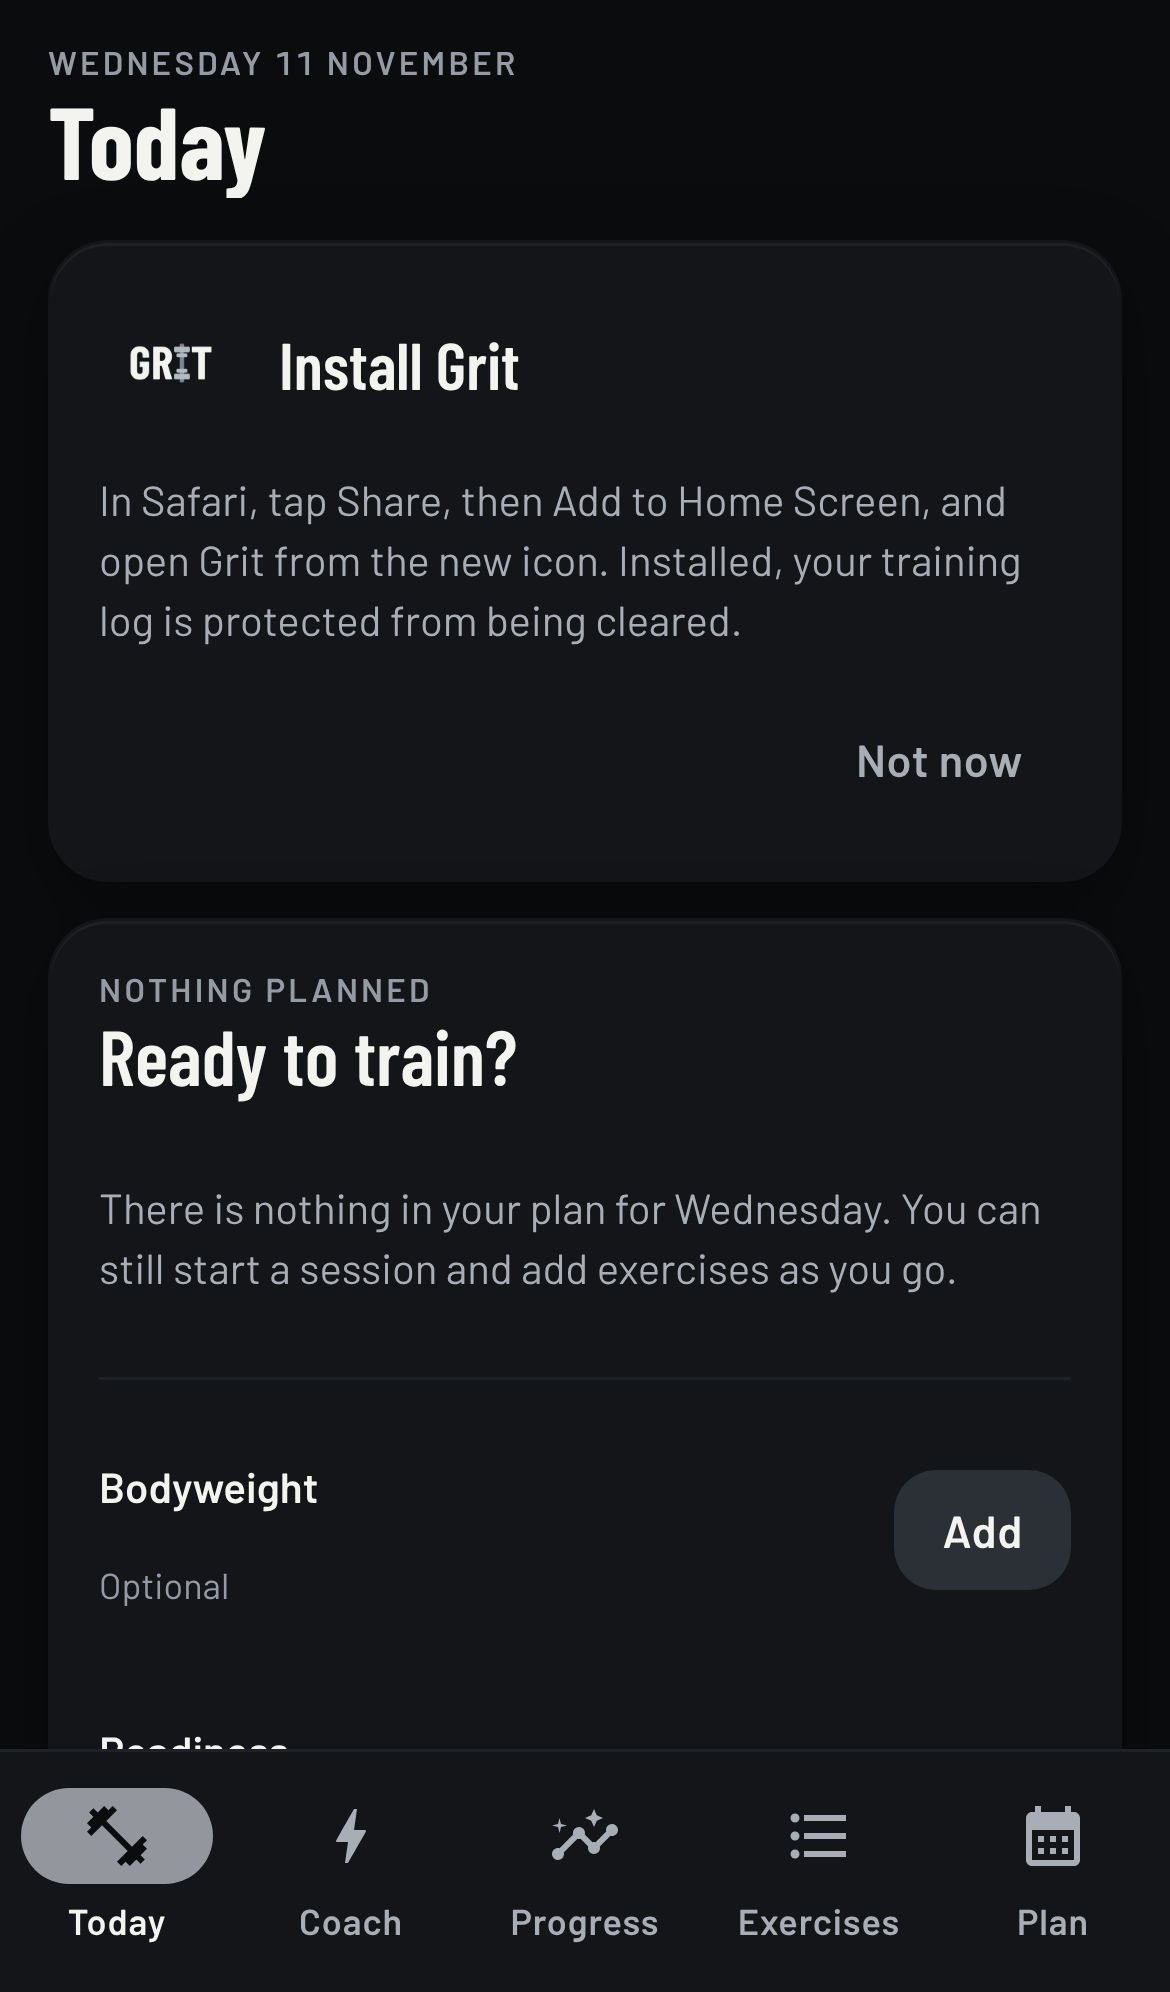 WEDNESDAY 11 NOVEMBER
Today
GRIT
Install Grit
In Safari, tap Share, then Add to Home Screen, and
open Grit from the new icon. Installed, your training
log is protected from being cleared.
Not now
NOTHING PLANNED
Ready to train?
There is nothing in your plan for Wednesday. You can
still start a session and add exercises as you go.
Bodyweight
Add
Optional
Readiness
Today
Coach
Progress
Exercises
Plan